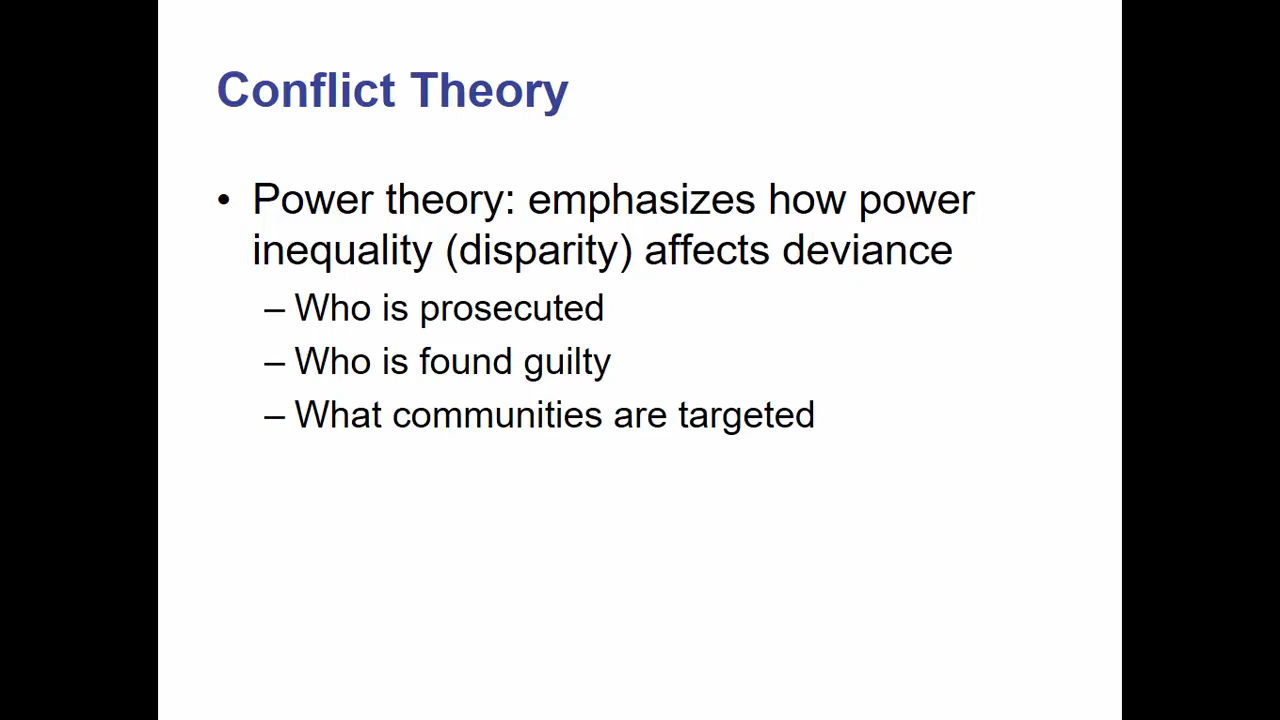 Conflict Theory
• Power theory: emphasizes how power
inequality (disparity) affects deviance
– Who is prosecuted
– Who is found guilty
– What communities are targeted